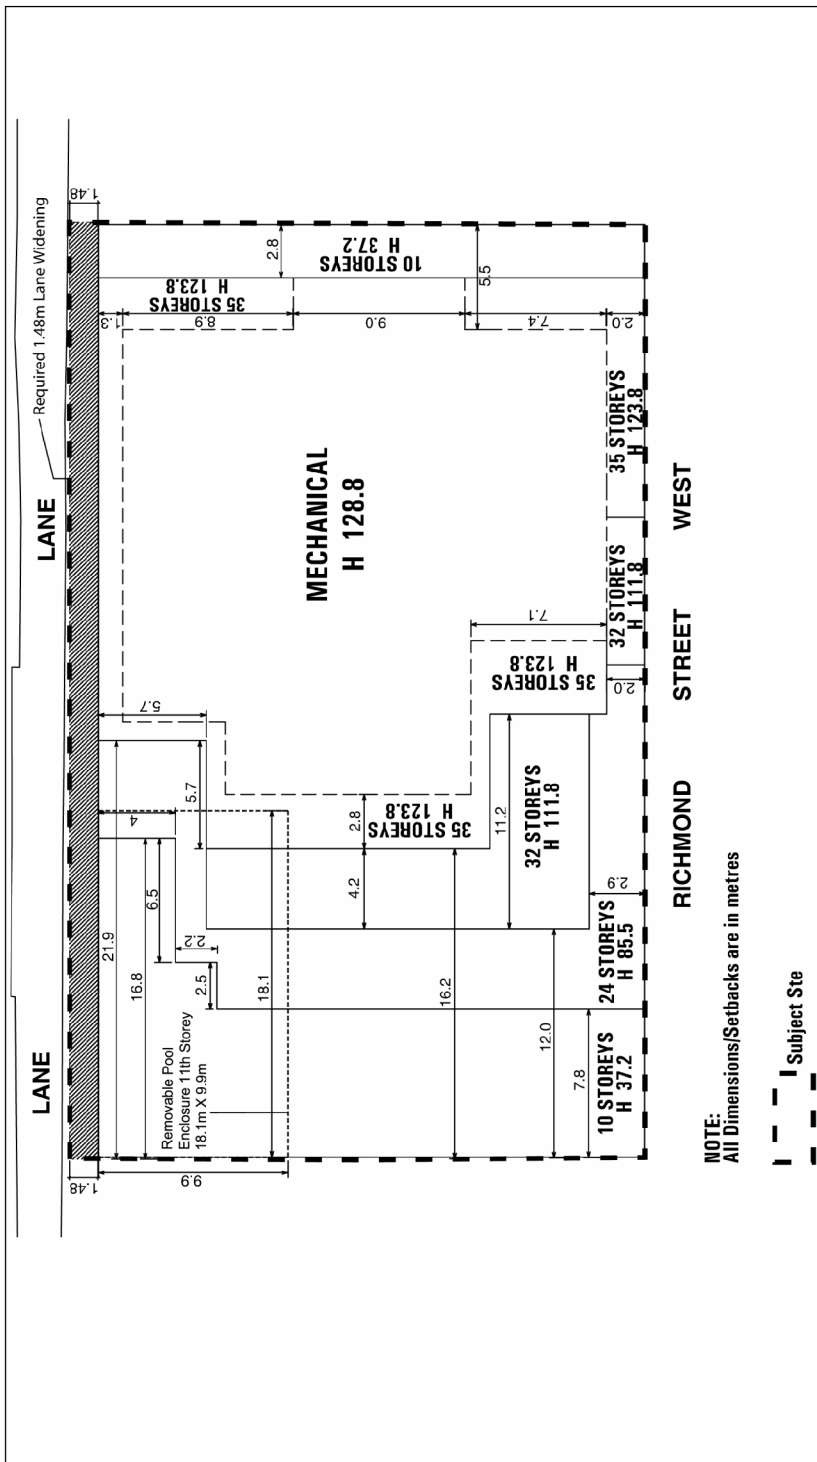 LANE
LANE
Required 1.48m Lane Widening
1.48
1.48
9.9
21.9
16.8
6.5
4
5.7
5.7
2.2
2.5
18.1
Removable Pool
Enclosure 11th Storey
18.1m X 9.9m
1.3
8.9
9.0
7.4
2.0
2.8
5.5
10 STOREYS
H 37.2
35 STOREYS
H 123.8
MECHANICAL
H 128.8
35 STOREYS
H 123.8
2.8
4.2
16.2
35 STOREYS
H 123.8
7.1
2.0
11.2
32 STOREYS
H 111.8
2.9
12.0
7.8
10 STOREYS
H 37.2
24 STOREYS
H 85.5
32 STOREYS
H 111.8
35 STOREYS
H 123.8
RICHMOND STREET WEST
NOTE:
All Dimensions/Setbacks are in metres
Subject Ste